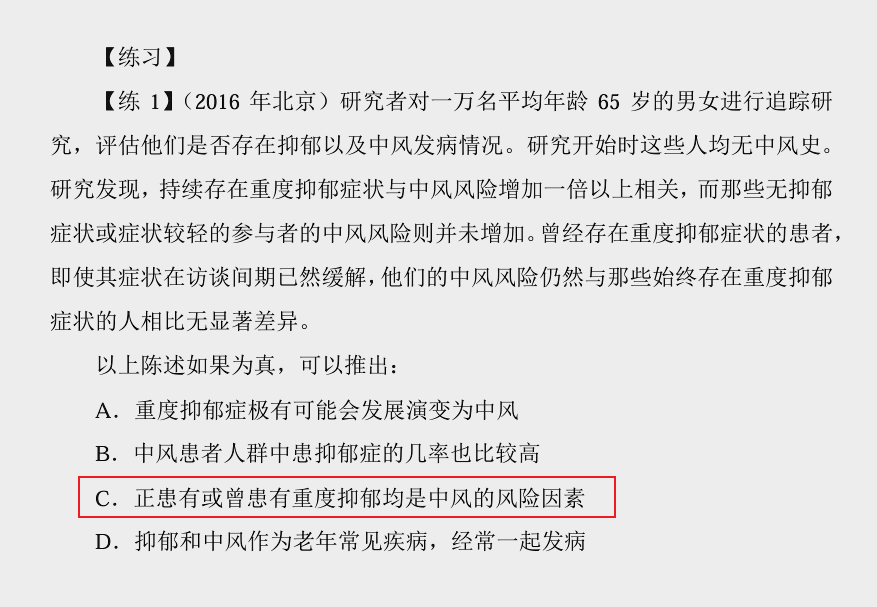 【练习】
【练 1】（2016 年北京）研究者对一万名平均年龄 65 岁的男女进行追踪研
究，评估他们是否存在抑郁以及中风发病情况。研究开始时这些人均无中风史。
研究发现，持续存在重度抑郁症状与中风风险增加一倍以上相关，而那些无抑郁
症状或症状较轻的参与者的中风风险则并未增加。曾经存在重度抑郁症状的患者，
即使其症状在访谈间期已然缓解，他们的中风风险仍然与那些始终存在重度抑郁
症状的人相比无显著差异。
以上陈述如果为真，可以推出：
A．重度抑郁症极有可能会发展演变为中风
B．中风患者人群中患抑郁症的几率也比较高
C．正患有或曾患有重度抑郁均是中风的风险因素
D．抑郁和中风作为老年常见疾病，经常一起发病